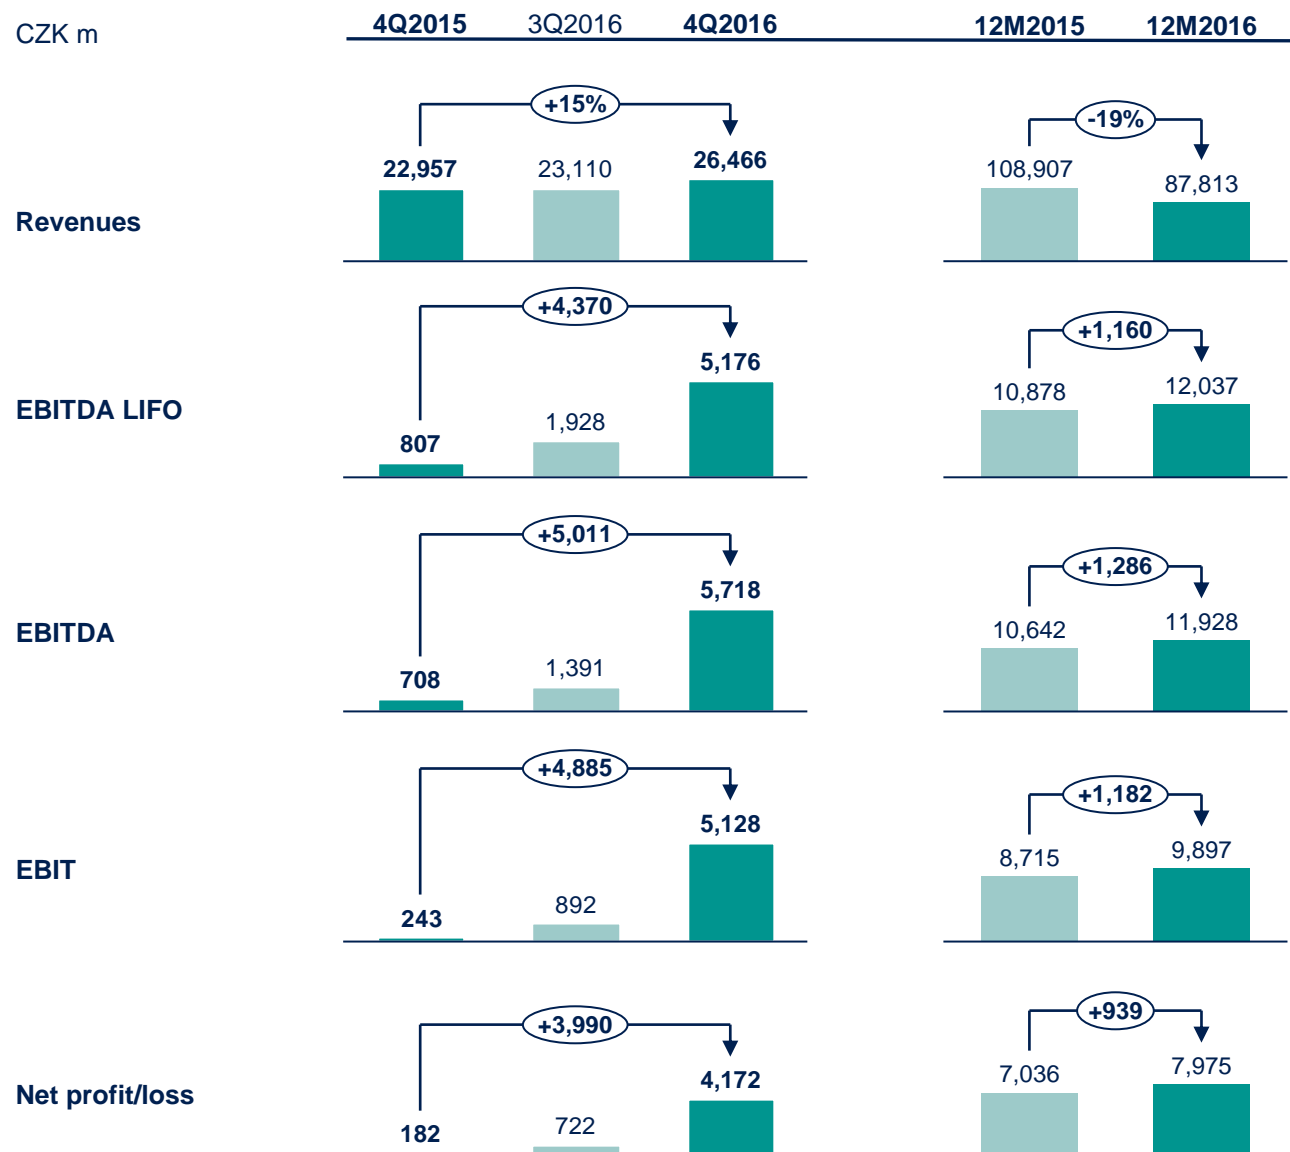 CZK m 4Q2015 3Q2016 4Q2016 12M2015 12M2016
+15% -19%
22,957 23,110 26,466 108,907 87,813
Revenues
+4,370 +1,160
807 1,928 5,176 10,878 12,037
EBITDA LIFO
+5,011 +1,286
708 1,391 5,718 10,642 11,928
EBITDA
+4,885 +1,182
243 892 5,128 8,715 9,897
EBIT
+3,990 +939
182 722 4,172 7,036 7,975
Net profit/loss